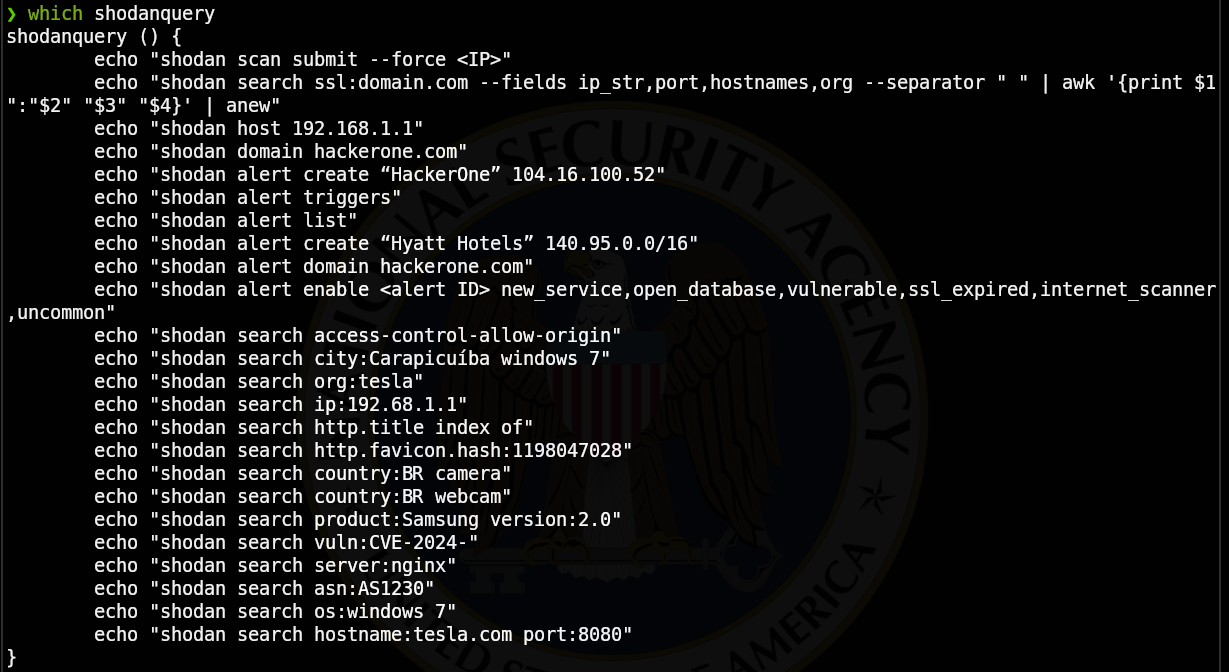 ❯ which shodanquery
shodanquery () {
        echo "shodan scan submit --force <IP>"
        echo "shodan search ssl:domain.com --fields ip_str,port,hostnames,org --separator " " | awk '{print $1
":"$2" "$3" "$4}' | anew"
        echo "shodan host 192.168.1.1"
        echo "shodan domain hackerone.com"
        echo "shodan alert create “HackerOne” 104.16.100.52"
        echo "shodan alert triggers"
        echo "shodan alert list"
        echo "shodan alert create “Hyatt Hotels” 140.95.0.0/16"
        echo "shodan alert domain hackerone.com"
        echo "shodan alert enable <alert ID> new_service,open_database,vulnerable,ssl_expired,internet_scanner
,uncommon"
        echo "shodan search access-control-allow-origin"
        echo "shodan search city:Carapicuíba windows 7"
        echo "shodan search org:tesla"
        echo "shodan search ip:192.68.1.1"
        echo "shodan search http.title index of"
        echo "shodan search http.favicon.hash:1198047028"
        echo "shodan search country:BR camera"
        echo "shodan search country:BR webcam"
        echo "shodan search product:Samsung version:2.0"
        echo "shodan search vuln:CVE-2024-"
        echo "shodan search server:nginx"
        echo "shodan search asn:AS1230"
        echo "shodan search os:windows 7"
        echo "shodan search hostname:tesla.com port:8080"
}
SECURITY AGENCY
AMERICA